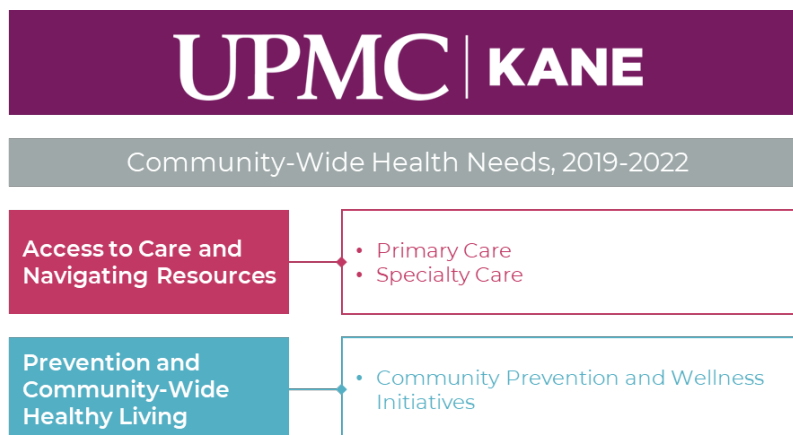 UPMC | KANE
Community-Wide Health Needs, 2019-2022
Access to Care and
Navigating Resources
• Primary Care
• Specialty Care
Prevention and
Community-Wide
Healthy Living
• Community Prevention and Wellness
Initiatives